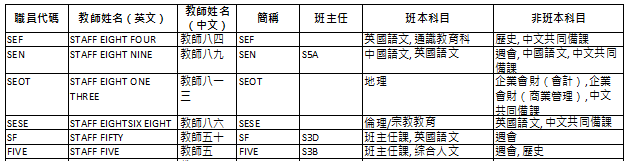 職員代碼 教師姓名（英文） 教師姓名（中文） 簡稱 班主任 班本科目 非班本科目
SEF STAFF EIGHT FOUR 教師八四 SEF 英國語文, 通識教育科 歷史, 中文共同備課
SEN STAFF EIGHT NINE 教師八九 SEN S5A 中國語文, 英國語文 週會, 中國語文, 中文共同備課
SEOT STAFF EIGHT ONE THREE 教師八一三 SEOT 地理 企業會財（會計）, 企業會財（商業管理）, 中文共同備課
SESE STAFF EIGHTSIX EIGHT 教師八六 SESE 倫理/宗教教育 英國語文, 中文共同備課
SF STAFF FIFTY 教師五十 SF S3D 班主任課, 英國語文 週會
FIVE STAFF FIVE 教師五 FIVE S3B 班主任課, 綜合人文 週會, 歷史